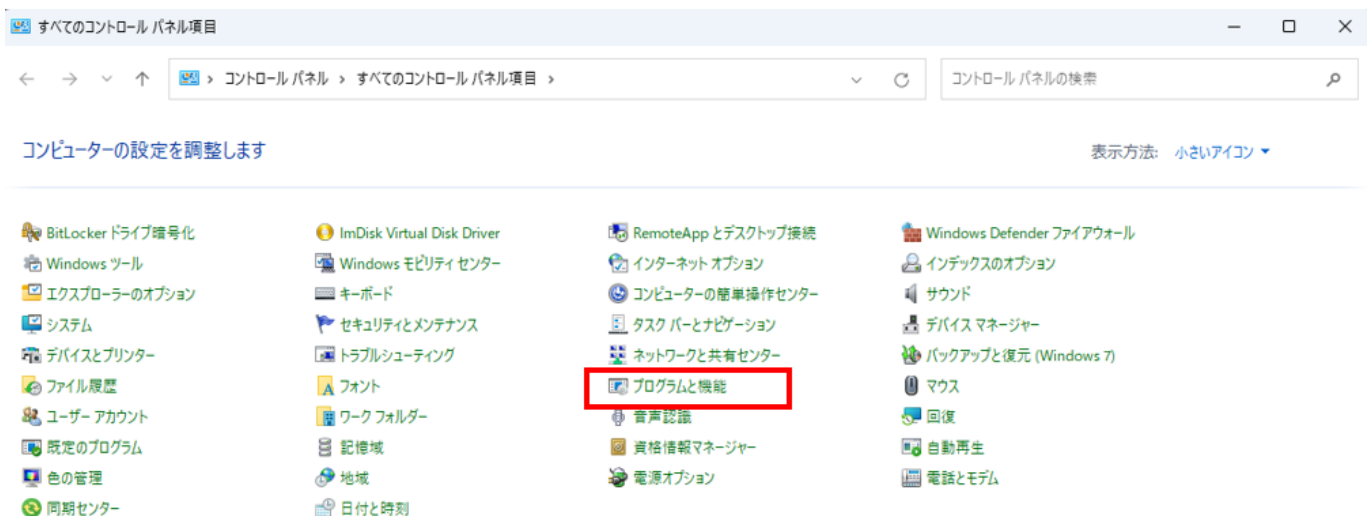 すべてのコントロール パネル項目
コントロール パネル › すべてのコントロール パネル項目 ›
コントロール パネルの検索
コンピューターの設定を調整します
表示方法: 小さいアイコン
BitLocker ドライブ暗号化 ImDisk Virtual Disk Driver RemoteApp とデスクトップ接続 Windows Defender ファイアウォール
Windows ツール Windows モビリティ センター インターネット オプション インデックスのオプション
エクスプローラーのオプション キーボード コンピューターの簡単操作センター サウンド
システム セキュリティとメンテナンス タスク バーとナビゲーション デバイス マネージャー
デバイスとプリンター トラブルシューティング ネットワークと共有センター バックアップと復元 (Windows 7)
ファイル履歴 フォント プログラムと機能 マウス
ユーザー アカウント ワーク フォルダー 音声認識 回復
既定のプログラム 記憶域 資格情報マネージャー 自動再生
色の管理 地域 電源オプション 電話とモデム
同期センター 日付と時刻